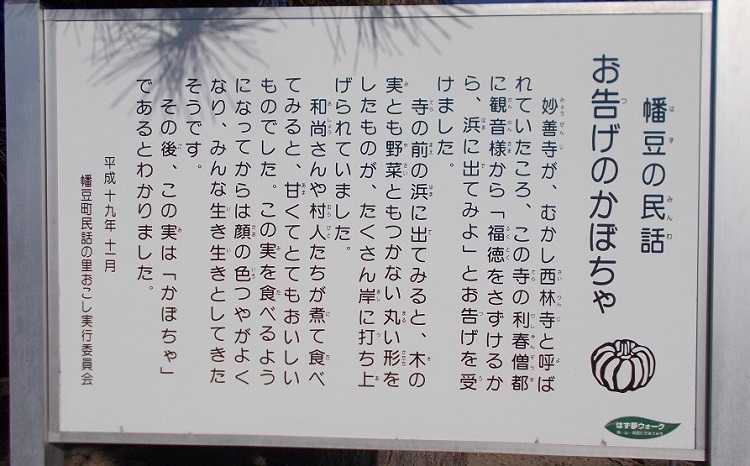 幡豆の民話
お告げのかぼちゃ
妙善寺が、むかし西林寺と呼ば
れていたころ、この寺の利春僧都
に観音様から「福徳をさずけるか
ら、浜に出てみよ」とお告げを受
けました。
寺の前の浜に出てみると、木の
実とも野菜ともつかない丸い形を
したものが、たくさん岸に打ち上
げられていました。
和尚さんや村人たちが煮て食べ
てみると、甘くてとてもおいしい
ものでした。この実を食べるよう
になってからは顔の色つやがよく
なり、みんな生き生きとしてきた
そうです。
その後、この実は「かぼちゃ」
であるとわかりました。
平成十九年十一月
幡豆町民話の里おこし実行委員会
はず夢ウォーク